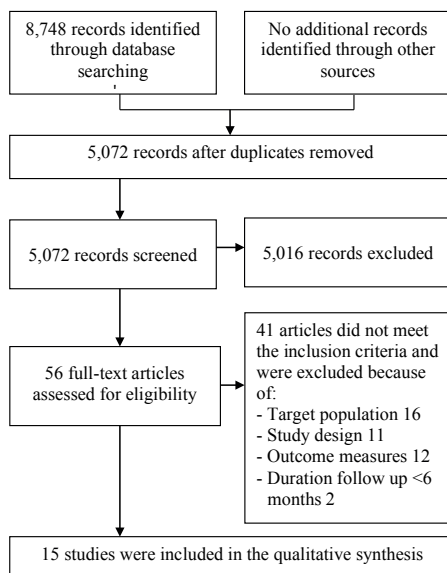 8,748 records identified
through database
searching
No additional records
identified through other
sources
5,072 records after duplicates removed
5,072 records screened
5,016 records excluded
56 full-text articles
assessed for eligibility
41 articles did not meet
the inclusion criteria and
were excluded because
of:
- Target population 16
- Study design 11
- Outcome measures 12
- Duration follow up <6
months 2
15 studies were included in the qualitative synthesis